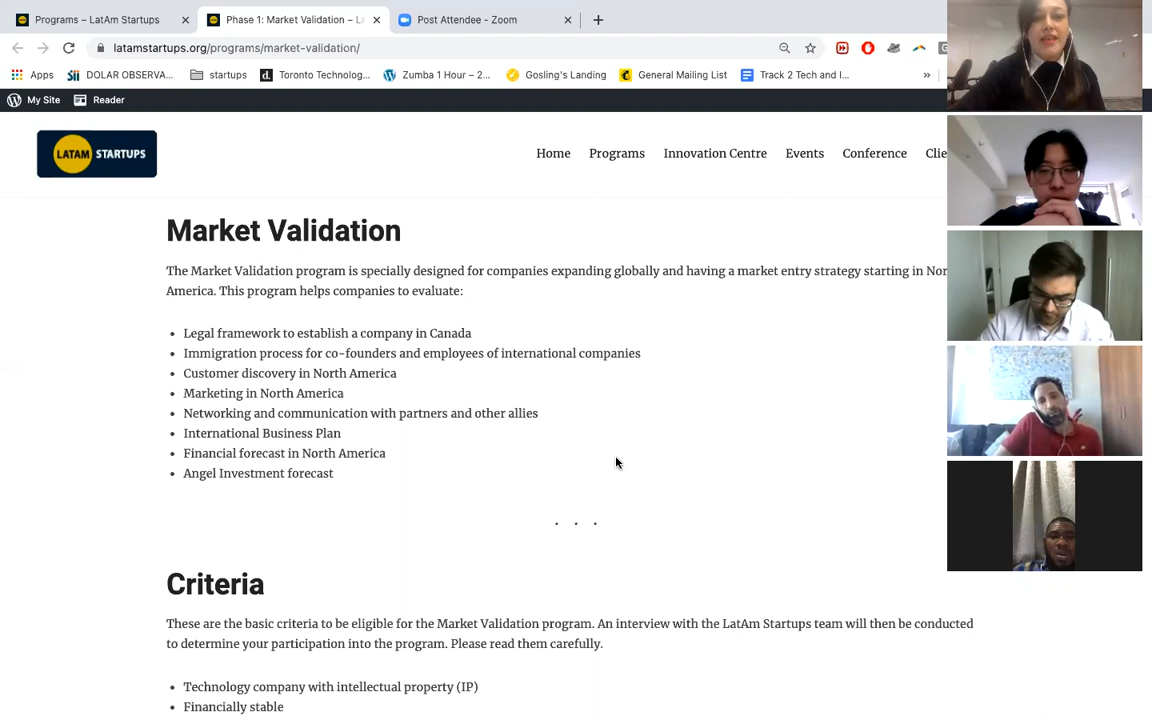 Programs – LatAm Startups
Phase 1: Market Validation – L
Post Attendee - Zoom
latamstartups.org/programs/market-validation/
Apps
DOLAR OBSERVA...
startups
Toronto Technolog...
Zumba 1 Hour – 2...
Gosling's Landing
General Mailing List
Track 2 Tech and I...
»
My Site
Reader
LATAM STARTUPS
Home
Programs
Innovation Centre
Events
Conference
Clie
Market Validation
The Market Validation program is specially designed for companies expanding globally and having a market entry strategy starting in Nor
America. This program helps companies to evaluate:
• Legal framework to establish a company in Canada
• Immigration process for co-founders and employees of international companies
• Customer discovery in North America
• Marketing in North America
• Networking and communication with partners and other allies
• International Business Plan
• Financial forecast in North America
• Angel Investment forecast
. . .
Criteria
These are the basic criteria to be eligible for the Market Validation program. An interview with the LatAm Startups team will then be conducted
to determine your participation into the program. Please read them carefully.
• Technology company with intellectual property (IP)
• Financially stable